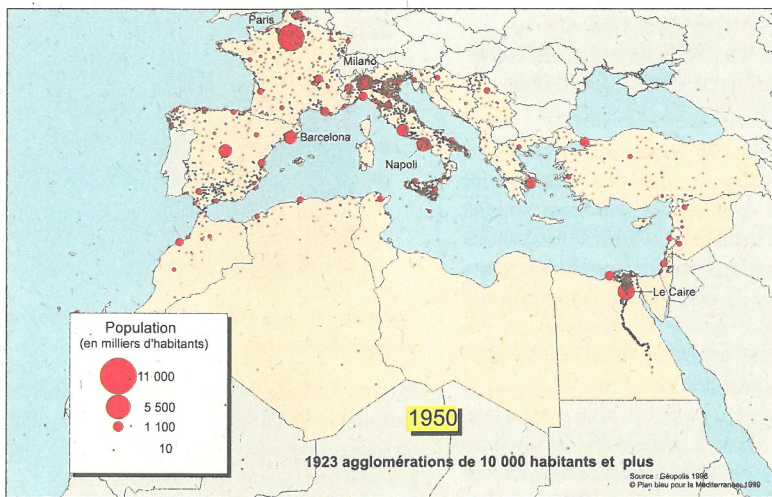 Paris
Milano
Barcelona
Napoli
Le Caire
Population
(en milliers d'habitants)
11 000
5 500
1 100
10
1950
1923 agglomérations de 10 000 habitants et plus
Source : Géopolis 1998
© Plan bleu pour la Méditerranée, 1999